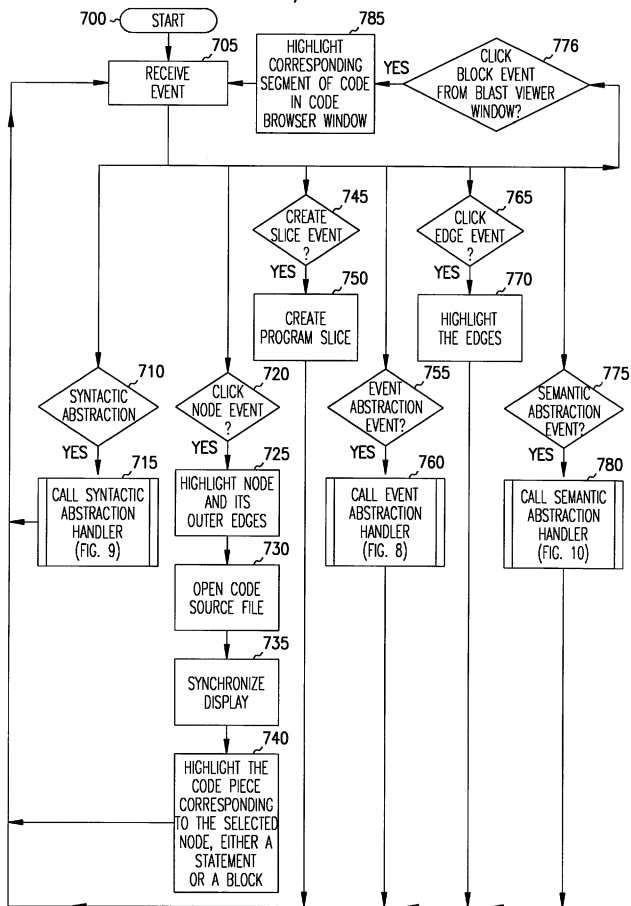 700
START
705
RECEIVE
EVENT
785
HIGHLIGHT
CORRESPONDING
SEGMENT OF CODE
IN CODE
BROWSER WINDOW
YES
776
CLICK
BLOCK EVENT
FROM BLAST VIEWER
WINDOW?
745
CREATE
SLICE EVENT
?
YES
750
CREATE
PROGRAM SLICE
765
CLICK
EDGE EVENT
?
YES
770
HIGHLIGHT
THE EDGES
710
SYNTACTIC
ABSTRACTION
YES
715
CALL SYNTACTIC
ABSTRACTION
HANDLER
(FIG. 9)
720
CLICK
NODE EVENT
?
YES
725
HIGHLIGHT NODE
AND ITS
OUTER EDGES
730
OPEN CODE
SOURCE FILE
735
SYNCHRONIZE
DISPLAY
740
HIGHLIGHT THE
CODE PIECE
CORRESPONDING
TO THE SELECTED
NODE, EITHER A
STATEMENT
OR A BLOCK
755
EVENT
ABSTRACTION
EVENT?
YES
760
CALL EVENT
ABSTRACTION
HANDLER
(FIG. 8)
775
SEMANTIC
ABSTRACTION
EVENT?
YES
780
CALL SEMANTIC
ABSTRACTION
HANDLER
(FIG. 10)